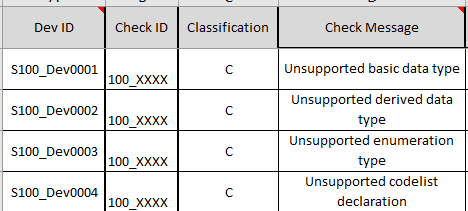 Dev ID Check ID Classification Check Message
S100_Dev0001 100_XXXX C Unsupported basic data type
S100_Dev0002 100_XXXX C Unsupported derived data
type
S100_Dev0003 100_XXXX C Unsupported enumeration
type
S100_Dev0004 100_XXXX C Unsupported codelist
declaration